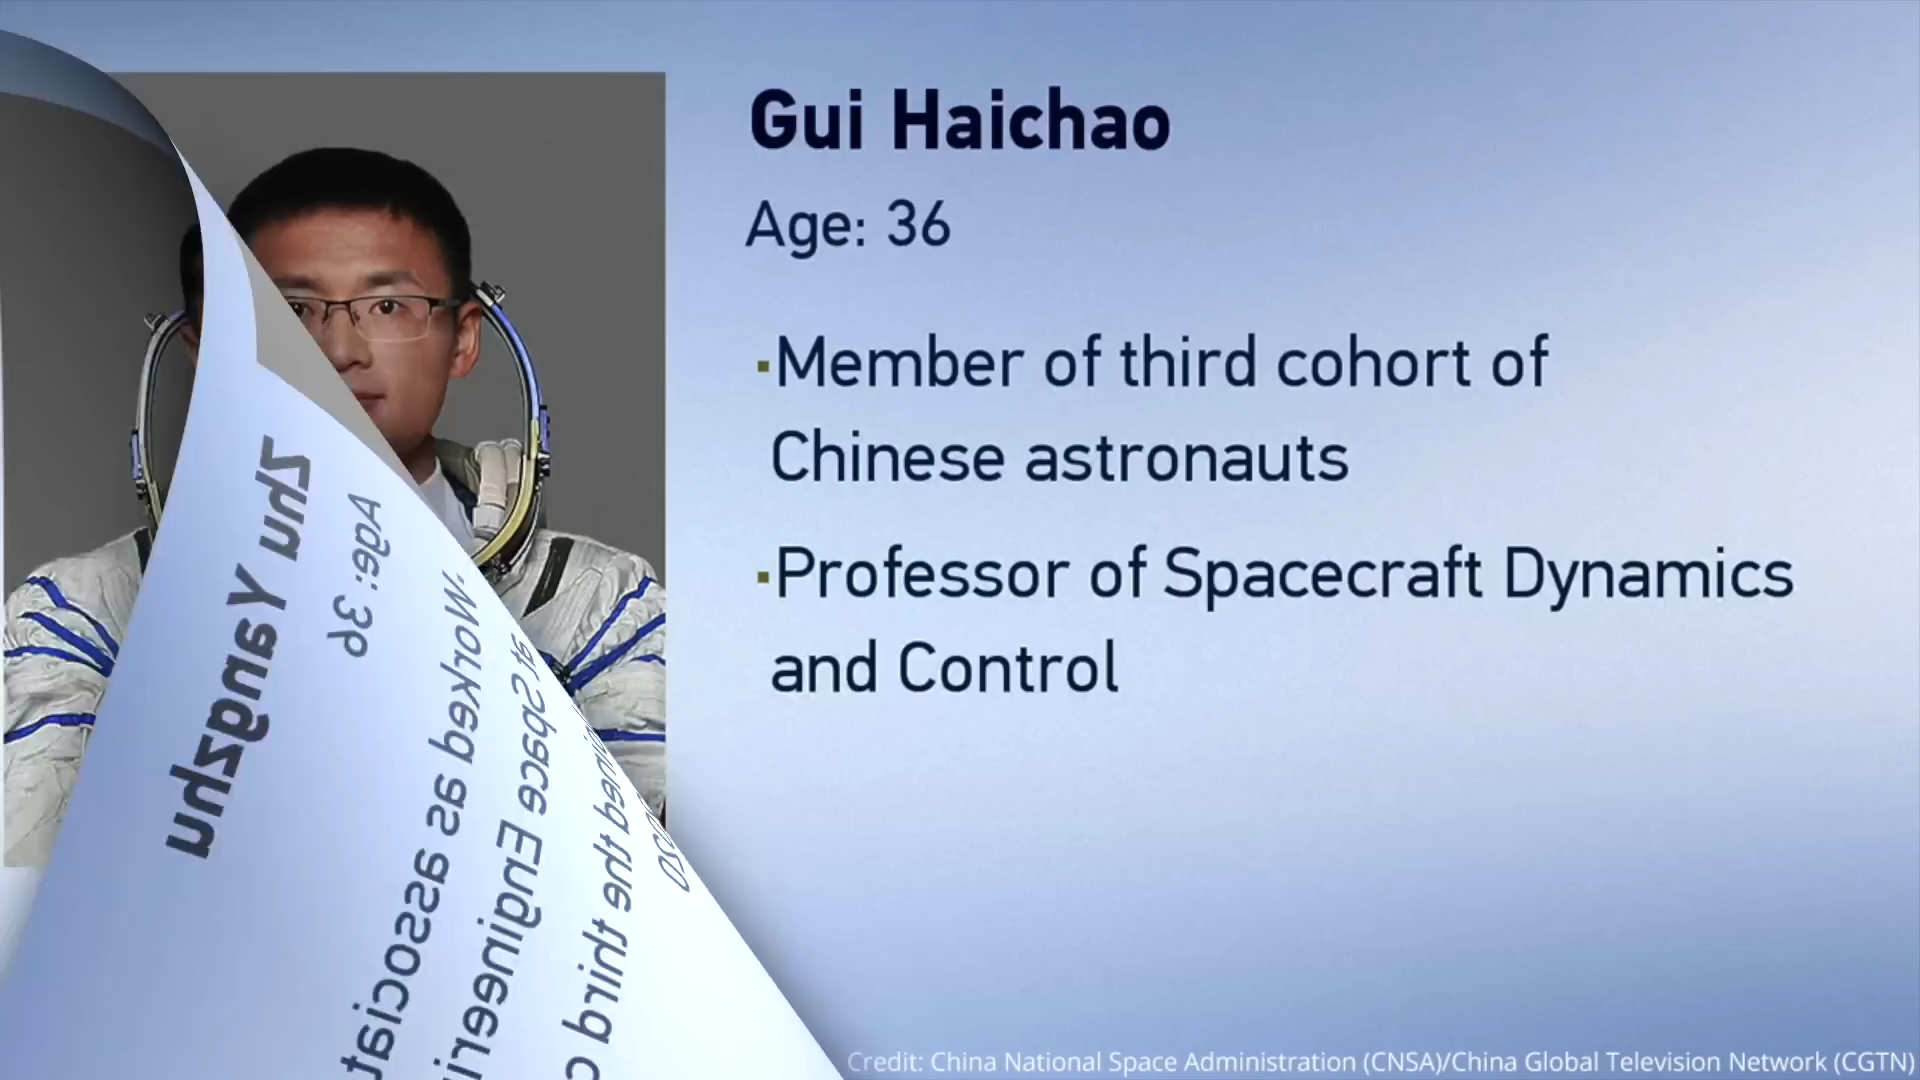 Gui Haichao
Age: 36
▪Member of third cohort of
Chinese astronauts
▪Professor of Spacecraft Dynamics
and Control
Zhu Yangzhu
Age: 36
Worked as
at Space Engineeri
the third
Credit: China National Space Administration (CNSA)/China Global Television Network (CGTN)